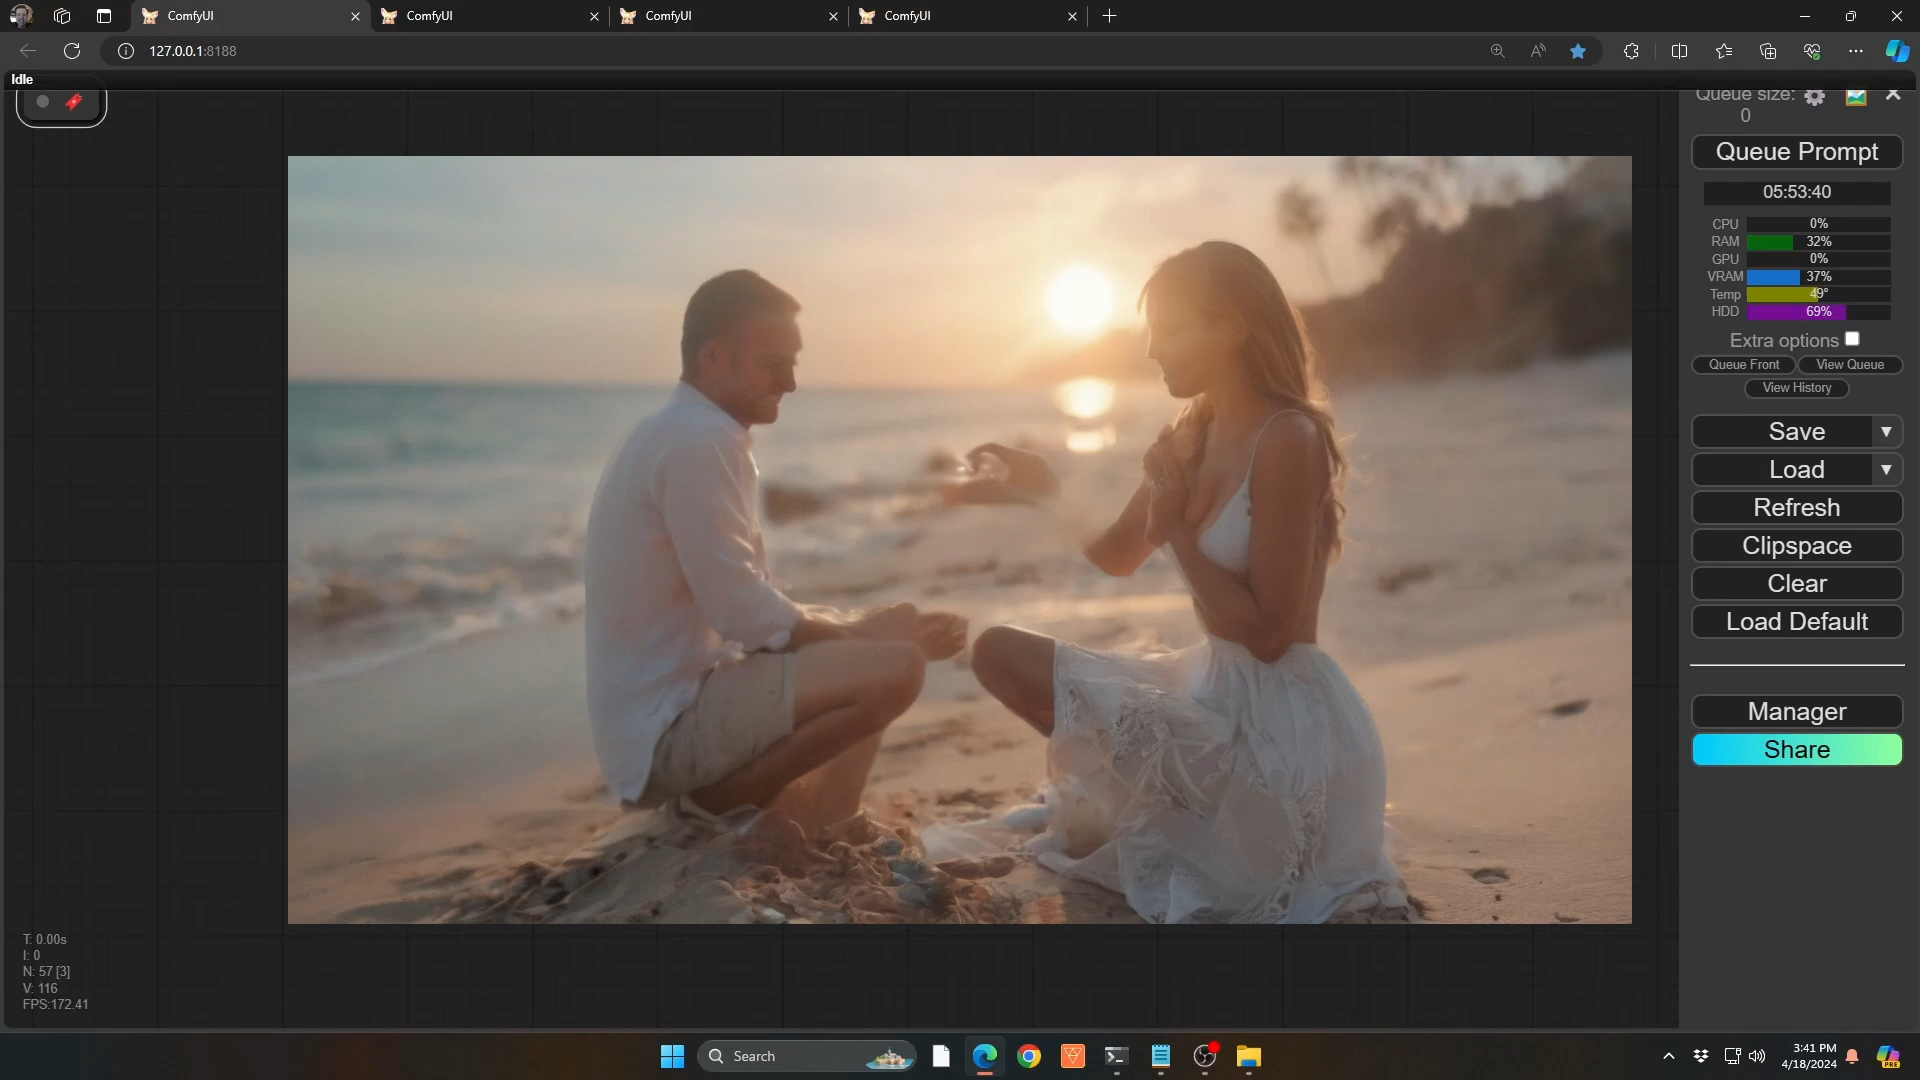 ComfyUI
ComfyUI
ComfyUI
ComfyUI
127.0.0.1:8188
Idle
Queue size:
0
Queue Prompt
05:53:40
CPU 0%
RAM 32%
GPU 0%
VRAM 37%
Temp 49°
HDD 69%
Extra options
Queue Front View Queue
View History
Save
Load
Refresh
Clipspace
Clear
Load Default
Manager
Share
T: 0.00s
I: 0
N: 57 [3]
V: 116
FPS:172.41
Search
3:41 PM
4/18/2024
PRE